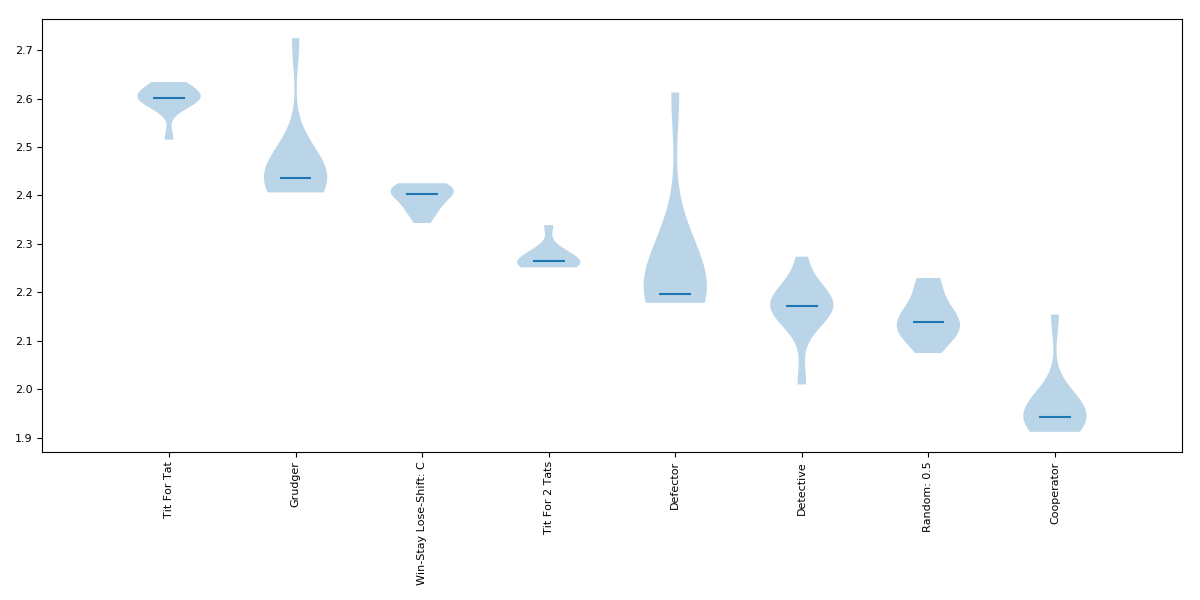 2.7
2.6
2.5
2.4
2.3
2.2
2.1
2.0
1.9
Tit For Tat
Grudger
Win-Stay Lose-Shift: C
Tit For 2 Tats
Defector
Detective
Random: 0.5
Cooperator